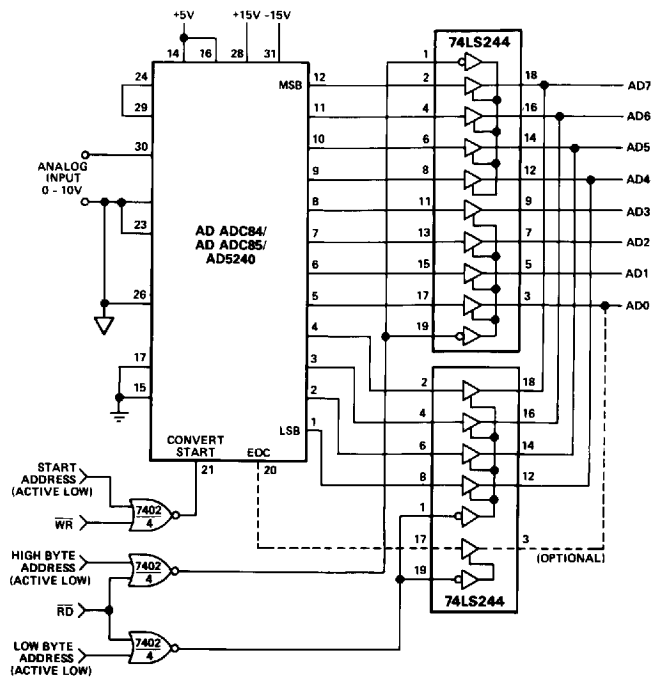 +5V
+15V -15V
14 16 28 31
24
29
30
ANALOG
INPUT
0 - 10V
23
26
17
15
AD ADC84/
AD ADC85/
AD5240
MSB
LSB
12
11
10
9
8
7
6
5
4
3
2
1
CONVERT
START
EOC
21
20
74LS244
1
2
4
6
8
11
13
15
17
19
18
16
14
12
9
7
5
3
AD7
AD6
AD5
AD4
AD3
AD2
AD1
AD0
2
4
6
8
1
17
19
18
16
14
12
3
(OPTIONAL)
74LS244
START
ADDRESS
(ACTIVE LOW)
WR
7402
4
HIGH BYTE
ADDRESS
(ACTIVE LOW)
7402
4
RD
LOW BYTE
ADDRESS
(ACTIVE LOW)
7402
4